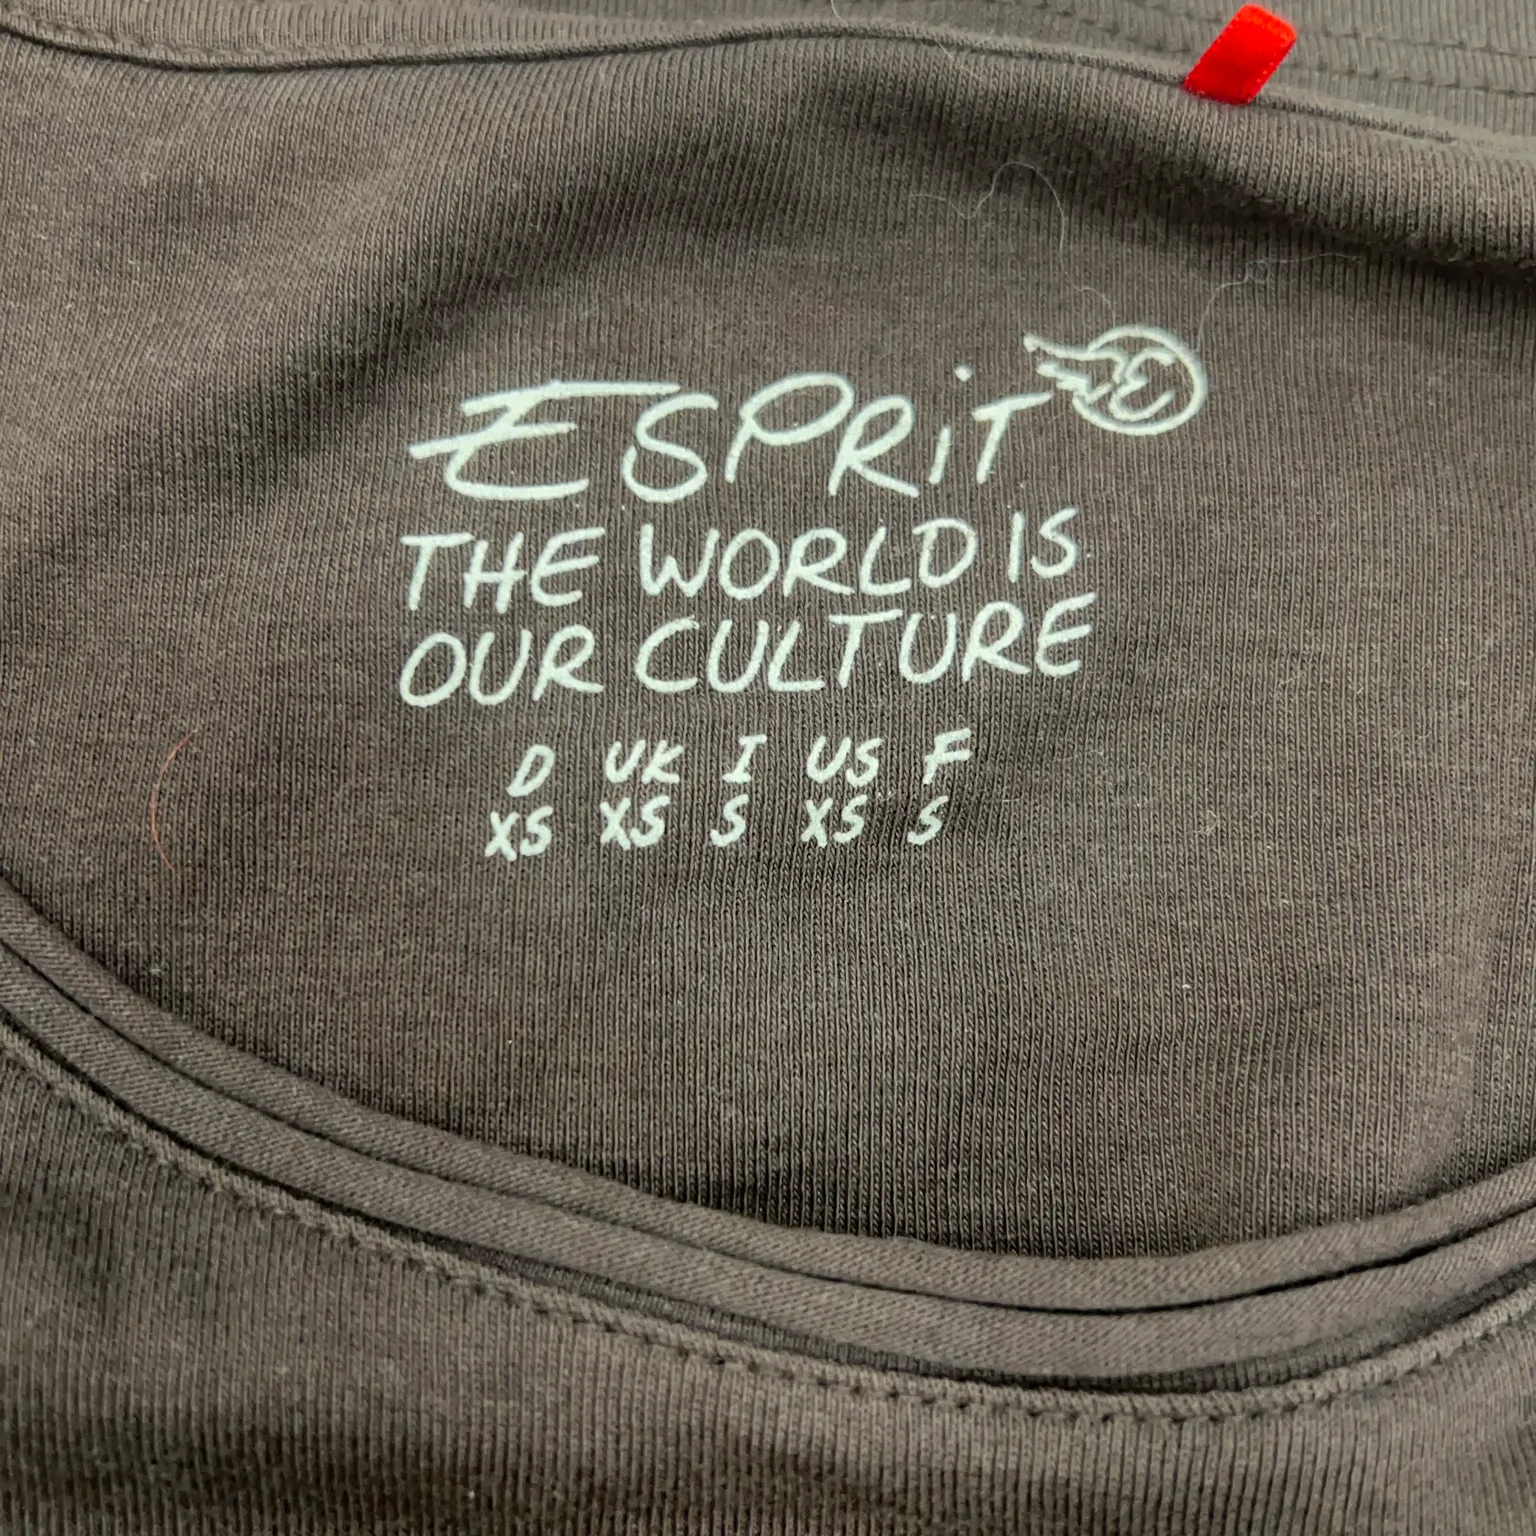 ESPRiT E
THE WORLD IS
OUR CULTURE
D UK I US F
XS XS S XS S